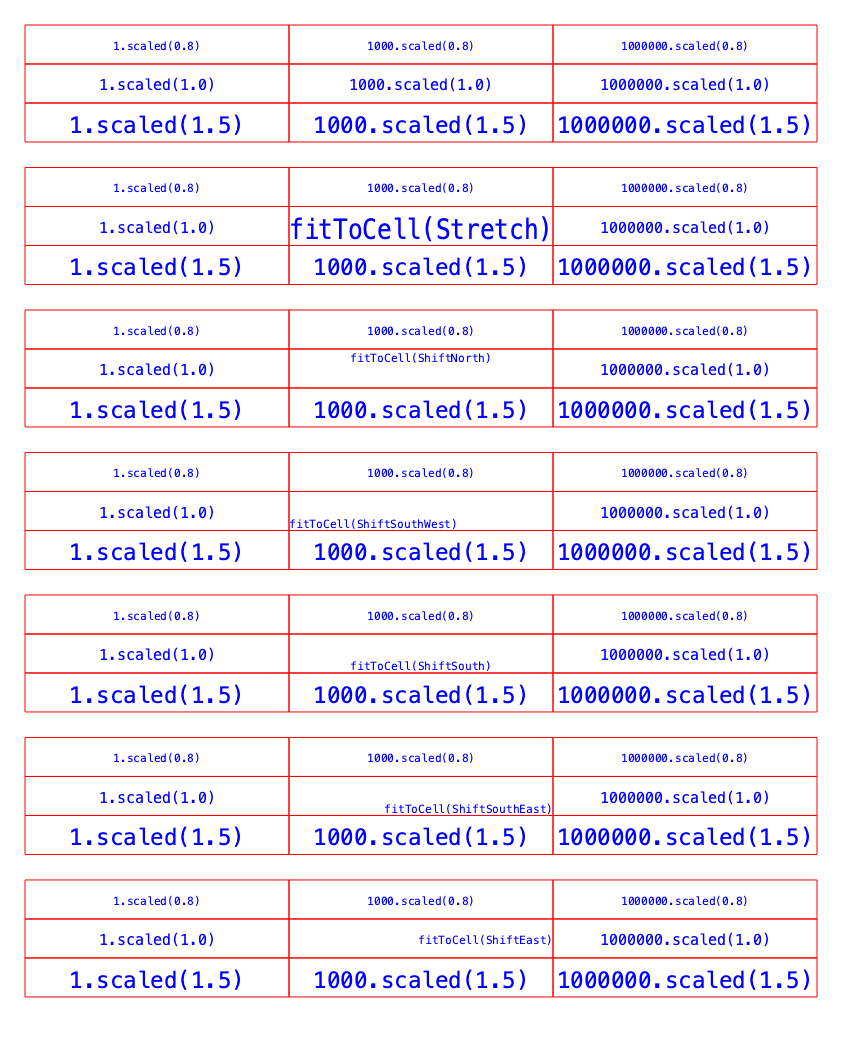 1.scaled(0.8) 1000.scaled(0.8) 1000000.scaled(0.8)
1.scaled(1.0) 1000.scaled(1.0) 1000000.scaled(1.0)
1.scaled(1.5) 1000.scaled(1.5) 1000000.scaled(1.5)
1.scaled(0.8) 1000.scaled(0.8) 1000000.scaled(0.8)
1.scaled(1.0) fitToCell(Stretch) 1000000.scaled(1.0)
1.scaled(1.5) 1000.scaled(1.5) 1000000.scaled(1.5)
1.scaled(0.8) 1000.scaled(0.8) 1000000.scaled(0.8)
1.scaled(1.0) fitToCell(ShiftNorth) 1000000.scaled(1.0)
1.scaled(1.5) 1000.scaled(1.5) 1000000.scaled(1.5)
1.scaled(0.8) 1000.scaled(0.8) 1000000.scaled(0.8)
1.scaled(1.0) fitToCell(ShiftSouthWest) 1000000.scaled(1.0)
1.scaled(1.5) 1000.scaled(1.5) 1000000.scaled(1.5)
1.scaled(0.8) 1000.scaled(0.8) 1000000.scaled(0.8)
1.scaled(1.0) fitToCell(ShiftSouth) 1000000.scaled(1.0)
1.scaled(1.5) 1000.scaled(1.5) 1000000.scaled(1.5)
1.scaled(0.8) 1000.scaled(0.8) 1000000.scaled(0.8)
1.scaled(1.0) fitToCell(ShiftSouthEast) 1000000.scaled(1.0)
1.scaled(1.5) 1000.scaled(1.5) 1000000.scaled(1.5)
1.scaled(0.8) 1000.scaled(0.8) 1000000.scaled(0.8)
1.scaled(1.0) fitToCell(ShiftEast) 1000000.scaled(1.0)
1.scaled(1.5) 1000.scaled(1.5) 1000000.scaled(1.5)